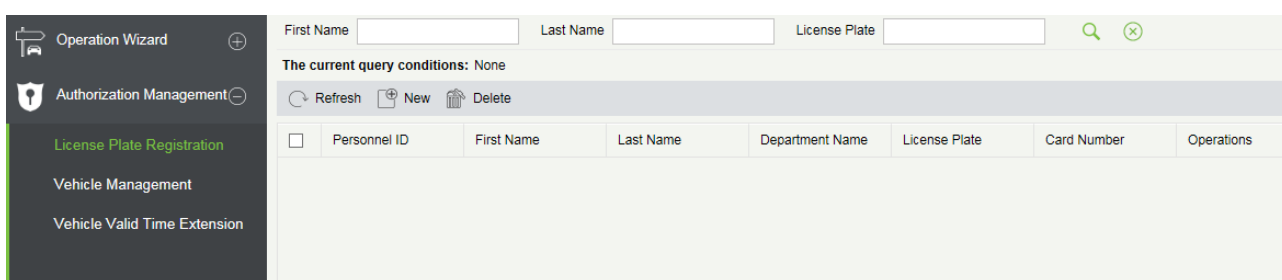 Operation Wizard
Authorization Management
License Plate Registration
Vehicle Management
Vehicle Valid Time Extension
First Name Last Name License Plate
The current query conditions: None
Refresh New Delete
Personnel ID First Name Last Name Department Name License Plate Card Number Operations